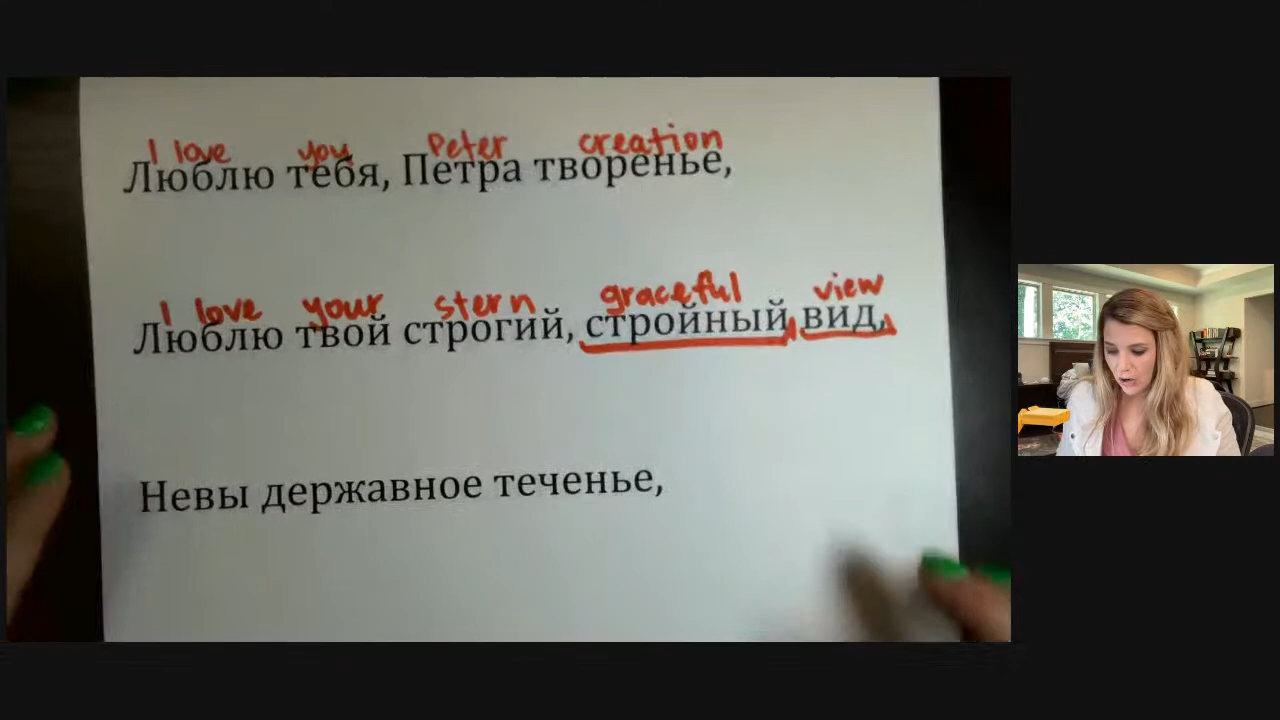 I love you Peter creation
Люблю тебя, Петра творенье,
I love your stern graceful view
Люблю твой строгий, стройный вид,
Невы державное теченье,